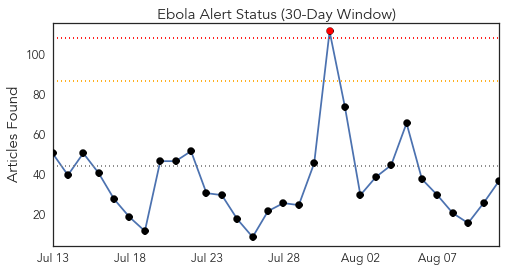 Ebola Alert Status (30-Day Window)
Articles Found
100
80
60
40
20
Jul 13 Jul 18 Jul 23 Jul 28 Aug 02 Aug 07